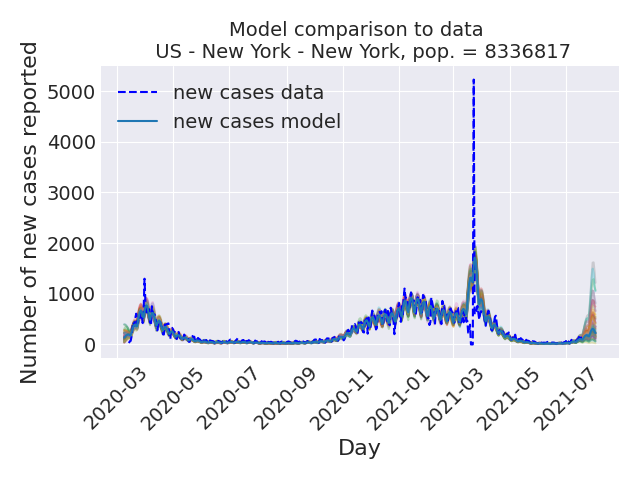 Model comparison to data
US - New York - New York, pop. = 8336817
Number of new cases reported
5000
4000
3000
2000
1000
0
new cases data
new cases model
2020-03
2020-05
2020-07
2020-09
2020-11
2021-01
2021-03
2021-05
2021-07
Day